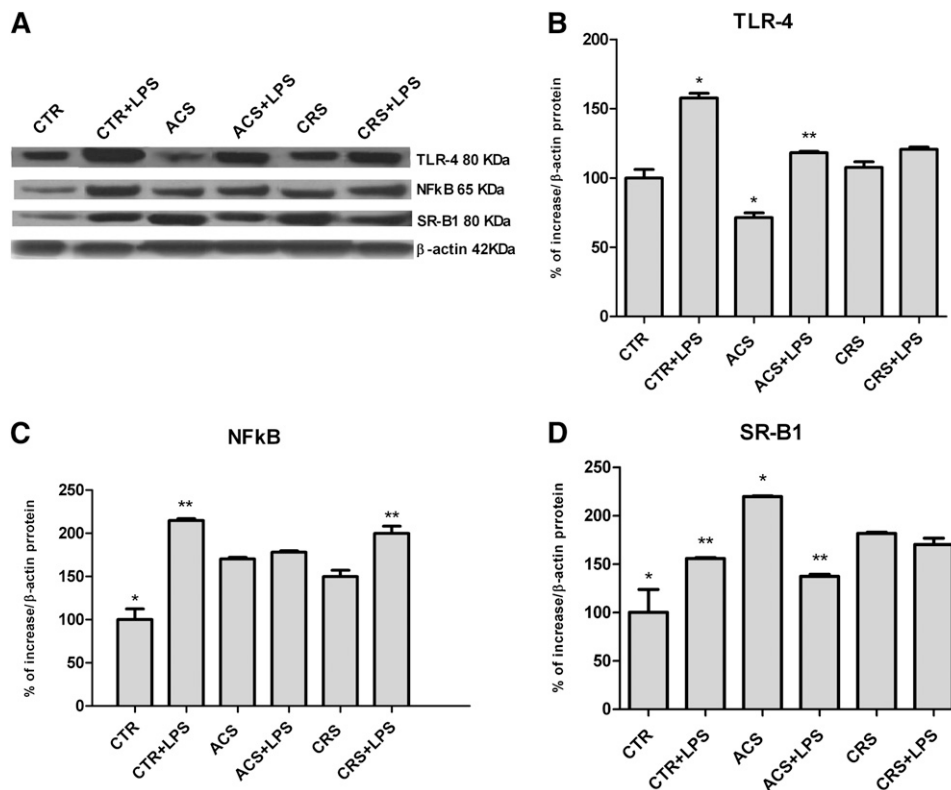 A
CTR
CTR+LPS
ACS
ACS+LPS
CRS
CRS+LPS
TLR-4 80 KDa
NFkB 65 KDa
SR-B1 80 KDa
β-actin 42KDa
B
TLR-4
% of increase/β-actin prrotein
200
150
100
50
0
*
*
**
CTR
CTR+LPS
ACS
ACS+LPS
CRS
CRS+LPS
C
NFkB
% of increase/β-actin prrotein
250
200
150
100
50
0
*
**
**
CTR
CTR+LPS
ACS
ACS+LPS
CRS
CRS+LPS
D
SR-B1
% of increase/β-actin prrotein
250
200
150
100
50
0
*
**
*
**
CTR
CTR+LPS
ACS
ACS+LPS
CRS
CRS+LPS